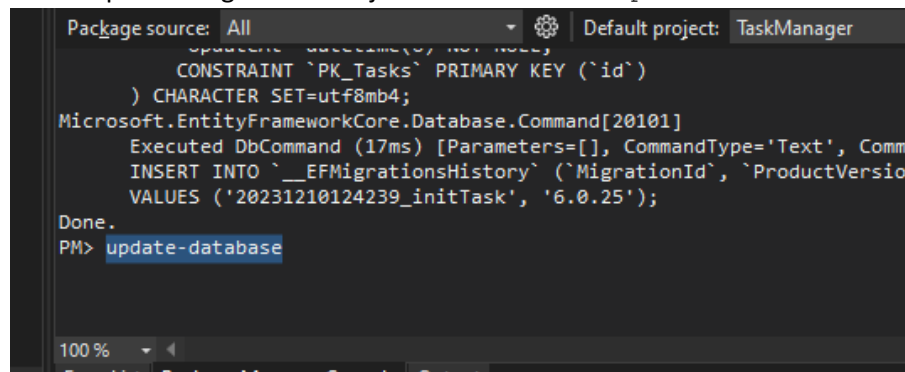 Package source: All Default project: TaskManager
CONSTRAINT `PK_Tasks` PRIMARY KEY (`id`)
) CHARACTER SET=utf8mb4;
Microsoft.EntityFrameworkCore.Database.Command[20101]
Executed DbCommand (17ms) [Parameters=[], CommandType='Text', Comm
INSERT INTO `__EFMigrationsHistory` (`MigrationId`, `ProductVersio
VALUES ('20231210124239_initTask', '6.0.25');
Done.
PM> update-database
100 %